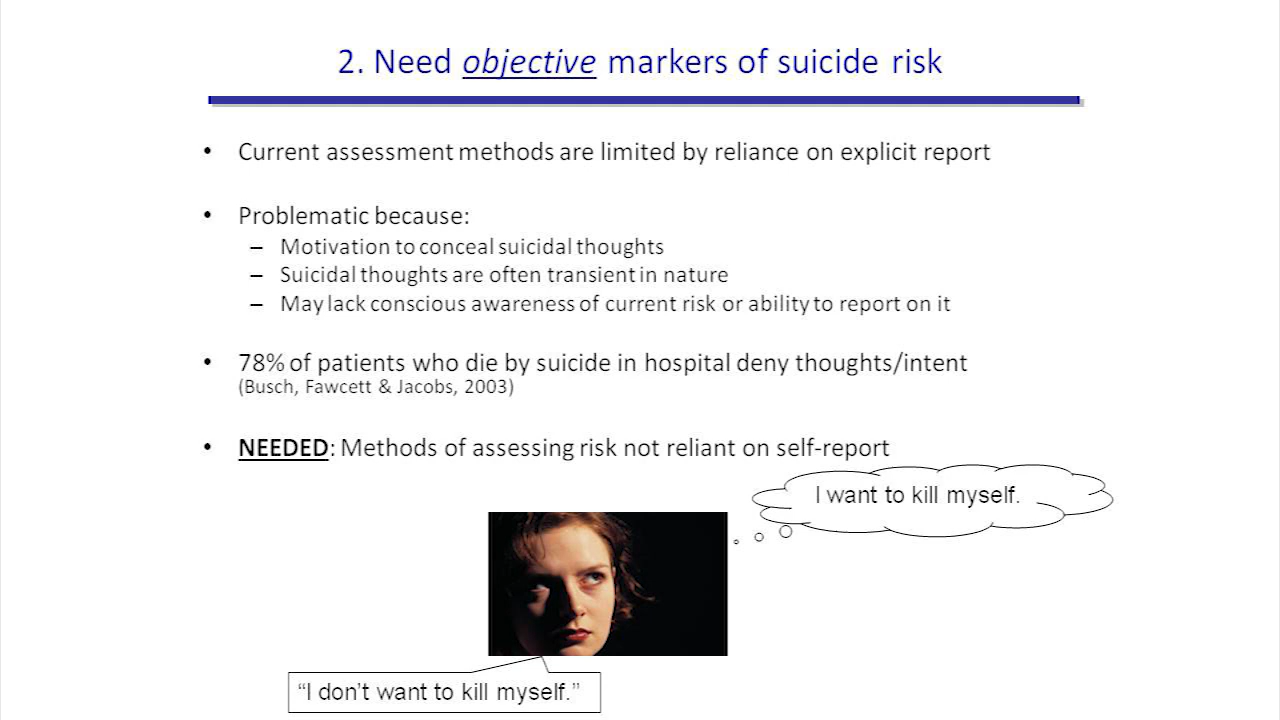 2. Need objective markers of suicide risk
• Current assessment methods are limited by reliance on explicit report
• Problematic because:
– Motivation to conceal suicidal thoughts
– Suicidal thoughts are often transient in nature
– May lack conscious awareness of current risk or ability to report on it
• 78% of patients who die by suicide in hospital deny thoughts/intent
(Busch, Fawcett & Jacobs, 2003)
• NEEDED: Methods of assessing risk not reliant on self-report
I want to kill myself.
“I don’t want to kill myself.”